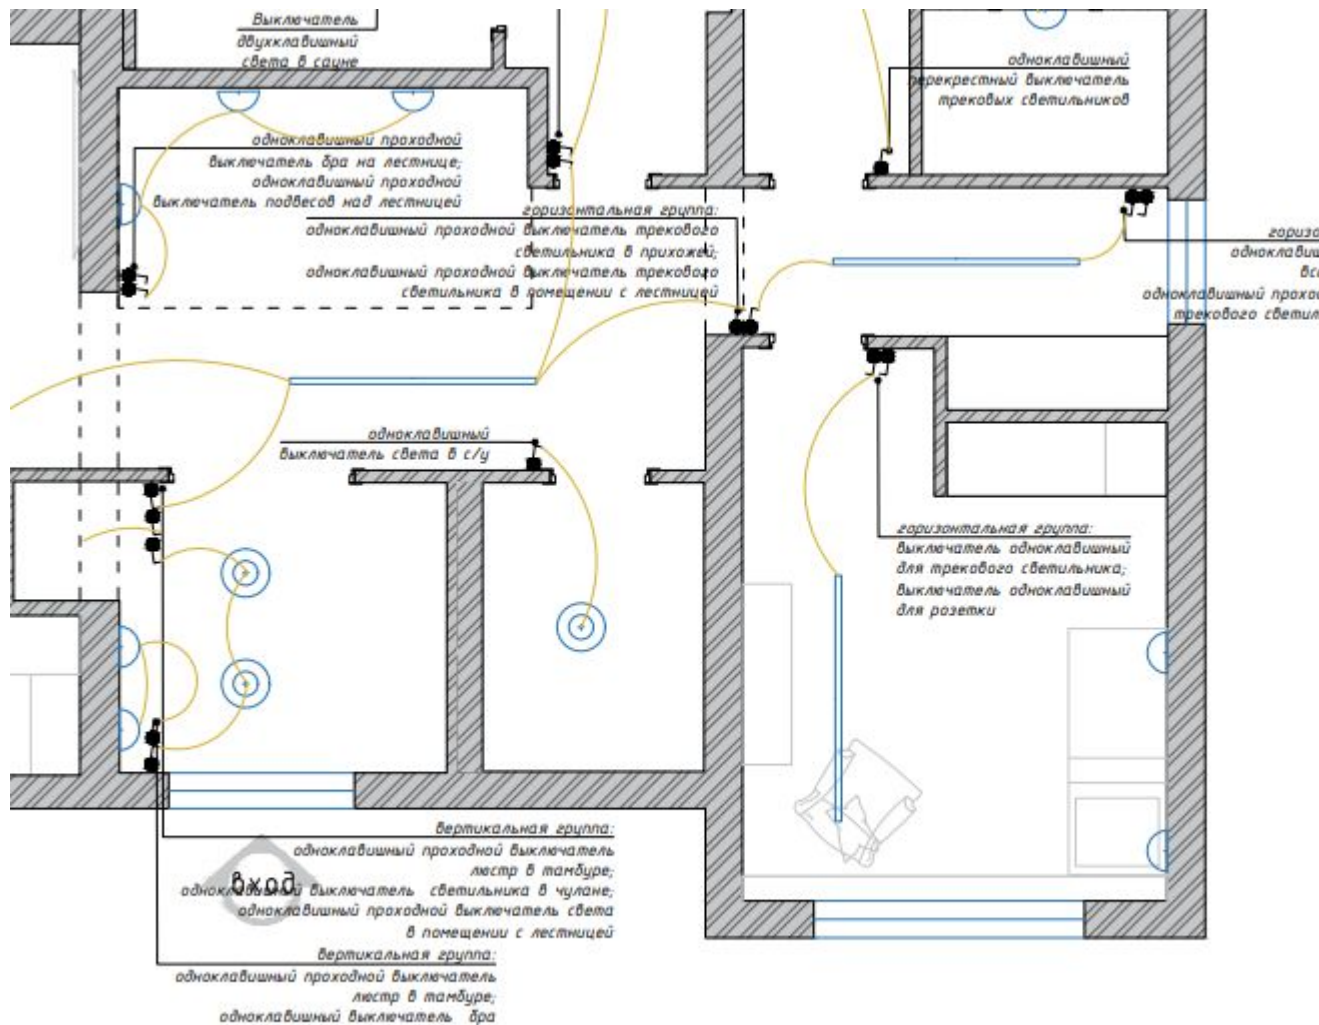 Выключатель
двухклавишный
света в сауне
одноклавишный
перекрестный выключатель
трековых светильников
одноклавишный проходной
выключатель бра на лестнице;
одноклавишный проходной
выключатель подвесов над лестницей
горизонтальная группа:
одноклавишный проходной выключатель трекового
светильника в прихожей;
одноклавишный проходной выключатель трекового
светильника в помещении с лестницей
одноклавишный
выключатель света в с/у
горизонтальная группа:
выключатель одноклавишный
для трекового светильника;
выключатель одноклавишный
для розетки
вход
вертикальная группа:
одноклавишный проходной выключатель
люстр в тамбуре;
одноклавишный выключатель светильника в чулане;
одноклавишный проходной выключатель света
в помещении с лестницей
вертикальная группа:
одноклавишный проходной выключатель
люстр в тамбуре;
одноклавишный выключатель бра